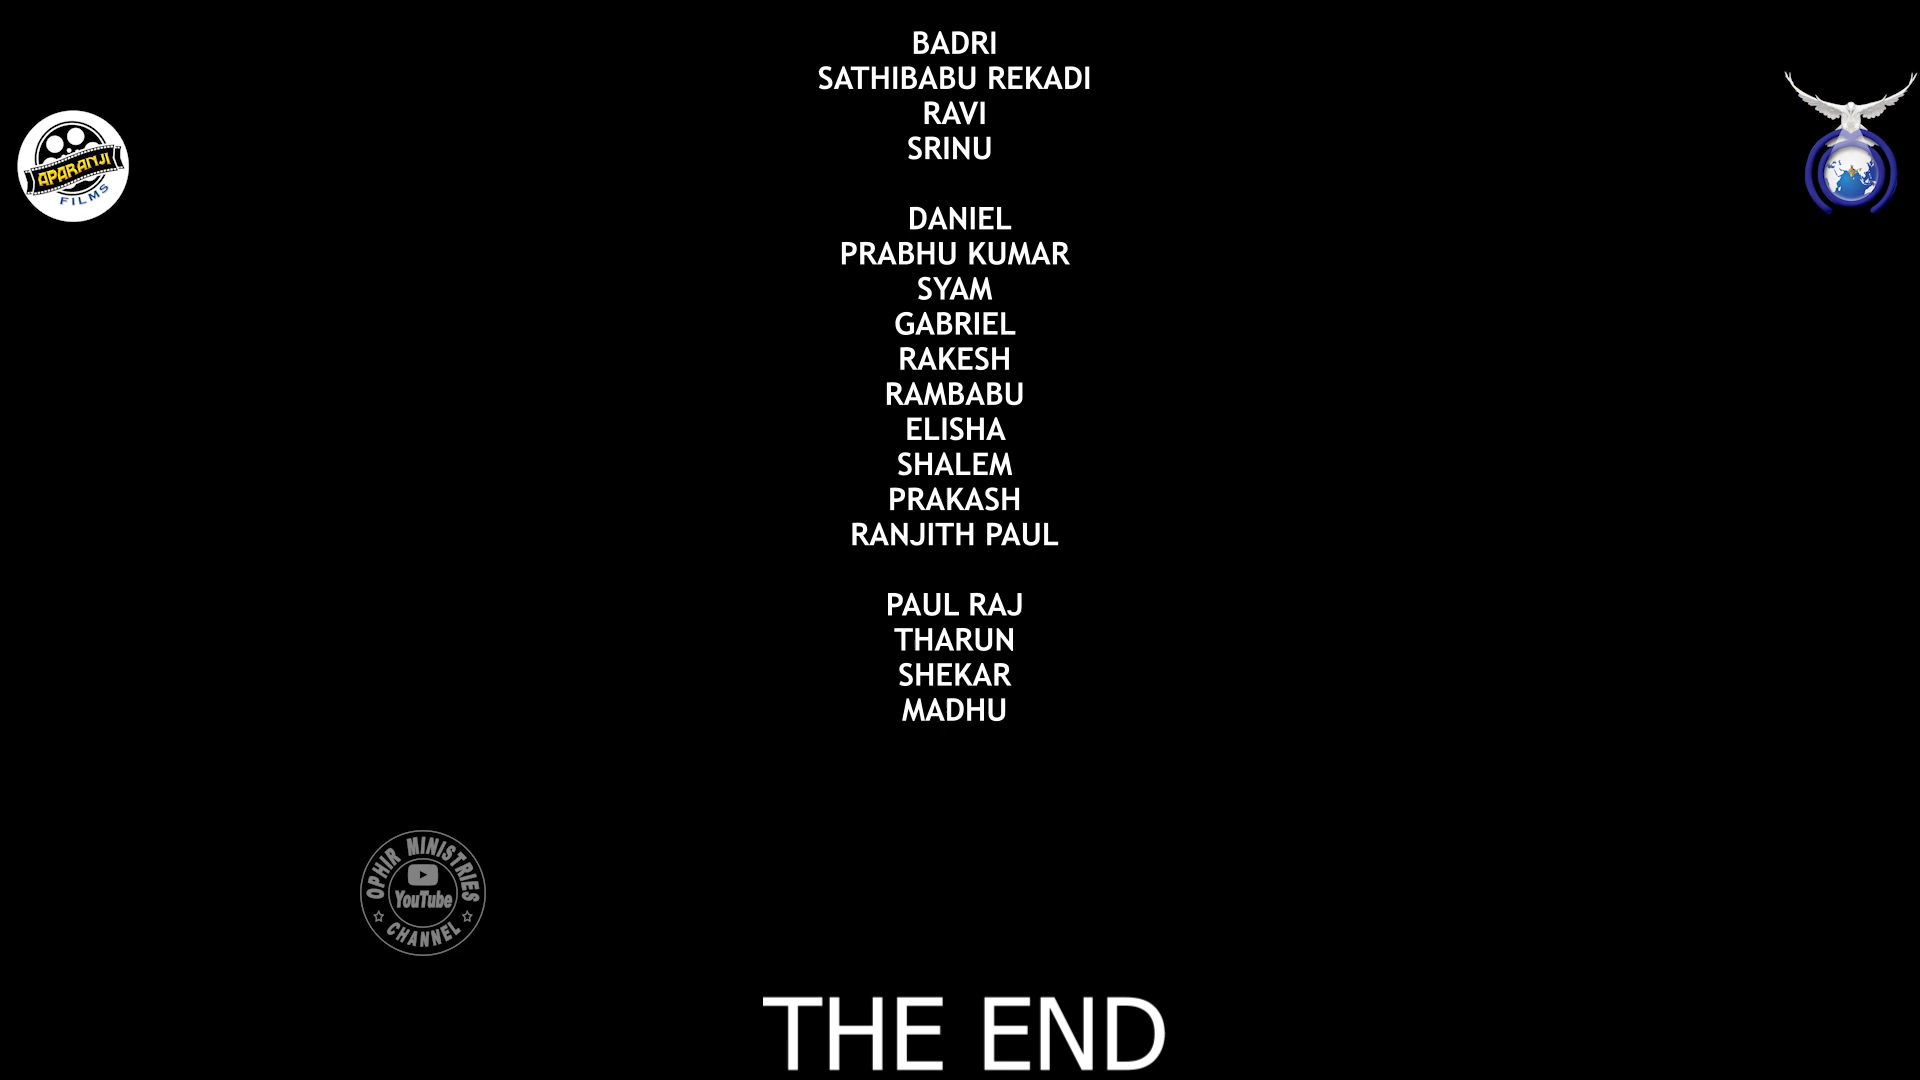 BADRI
SATHIBABU REKADI
RAVI
SRINU
APARANJI
FILMS
DANIEL
PRABHU KUMAR
SYAM
GABRIEL
RAKESH
RAMBABU
ELISHA
SHALEM
PRAKASH
RANJITH PAUL
PAUL RAJ
THARUN
SHEKAR
MADHU
OPHIR MINISTRIES
YouTube
CHANNEL
THE END